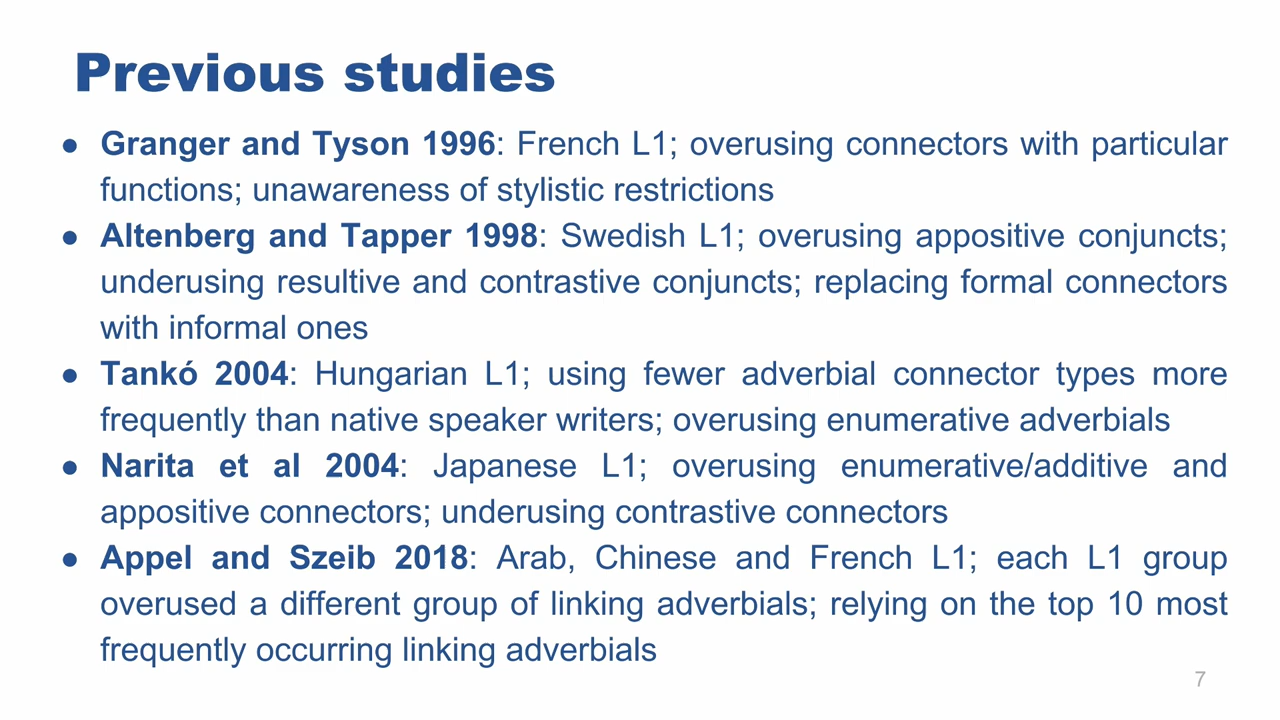 Previous studies
● Granger and Tyson 1996: French L1; overusing connectors with particular
functions; unawareness of stylistic restrictions
● Altenberg and Tapper 1998: Swedish L1; overusing appositive conjuncts;
underusing resultive and contrastive conjuncts; replacing formal connectors
with informal ones
● Tankó 2004: Hungarian L1; using fewer adverbial connector types more
frequently than native speaker writers; overusing enumerative adverbials
● Narita et al 2004: Japanese L1; overusing enumerative/additive and
appositive connectors; underusing contrastive connectors
● Appel and Szeib 2018: Arab, Chinese and French L1; each L1 group
overused a different group of linking adverbials; relying on the top 10 most
frequently occurring linking adverbials
7